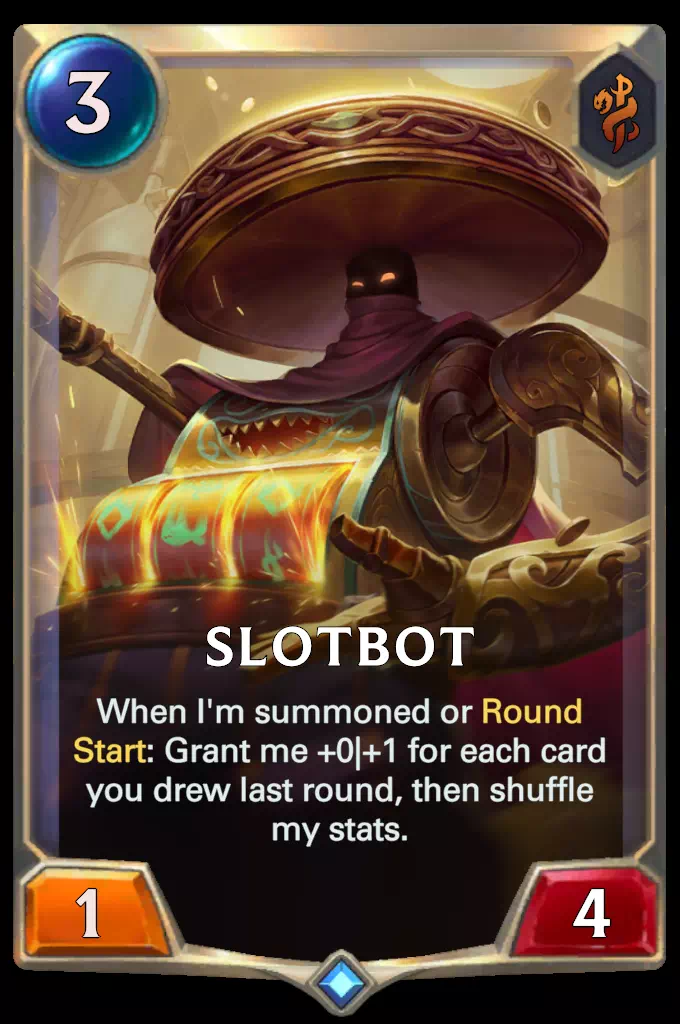 3
SLOTBOT
When I'm summoned or Round
Start: Grant me +0|+1 for each card
you drew last round, then shuffle
my stats.
1
4